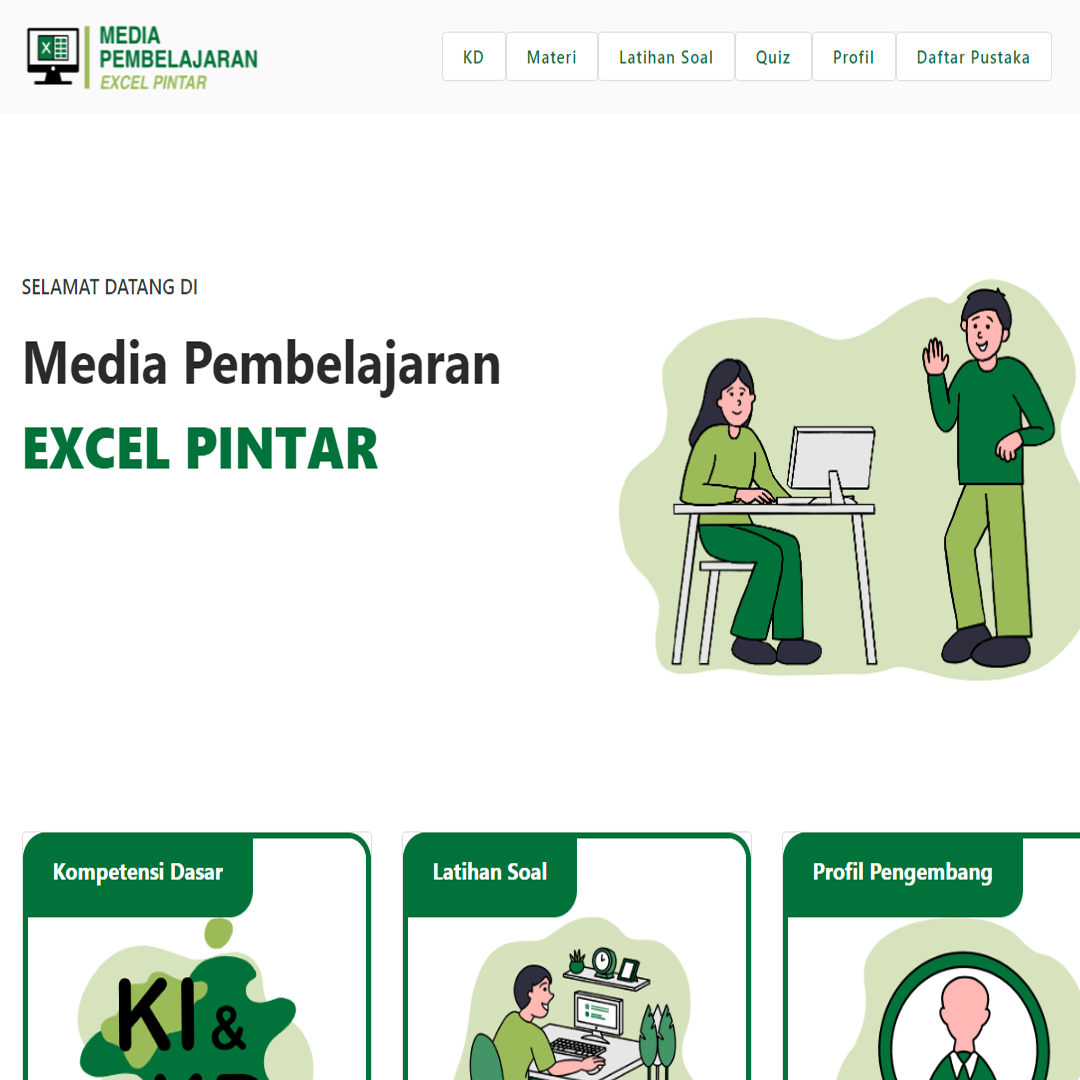 MEDIA
PEMBELAJARAN
EXCEL PINTAR
KD
Materi
Latihan Soal
Quiz
Profil
Daftar Pustaka
SELAMAT DATANG DI
Media Pembelajaran
EXCEL PINTAR
Kompetensi Dasar
Latihan Soal
Profil Pengembang
KI &